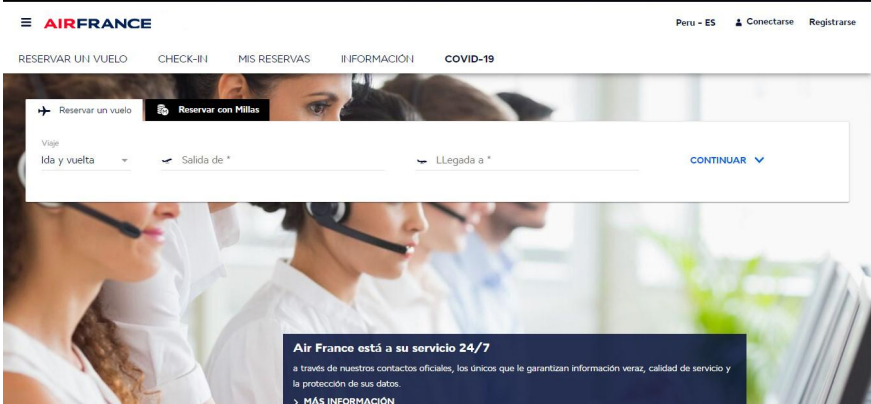 AIRFRANCE
Peru - ES Conectarse Registrarse
RESERVAR UN VUELO CHECK-IN MIS RESERVAS INFORMACIÓN COVID-19
Reservar un vuelo Reservar con Millas
Viaje
Ida y vuelta Salida de * LLegada a * CONTINUAR
Air France está a su servicio 24/7
a través de nuestros contactos oficiales, los únicos que le garantizan información veraz, calidad de servicio y
la protección de sus datos.
> MÁS INFORMACIÓN